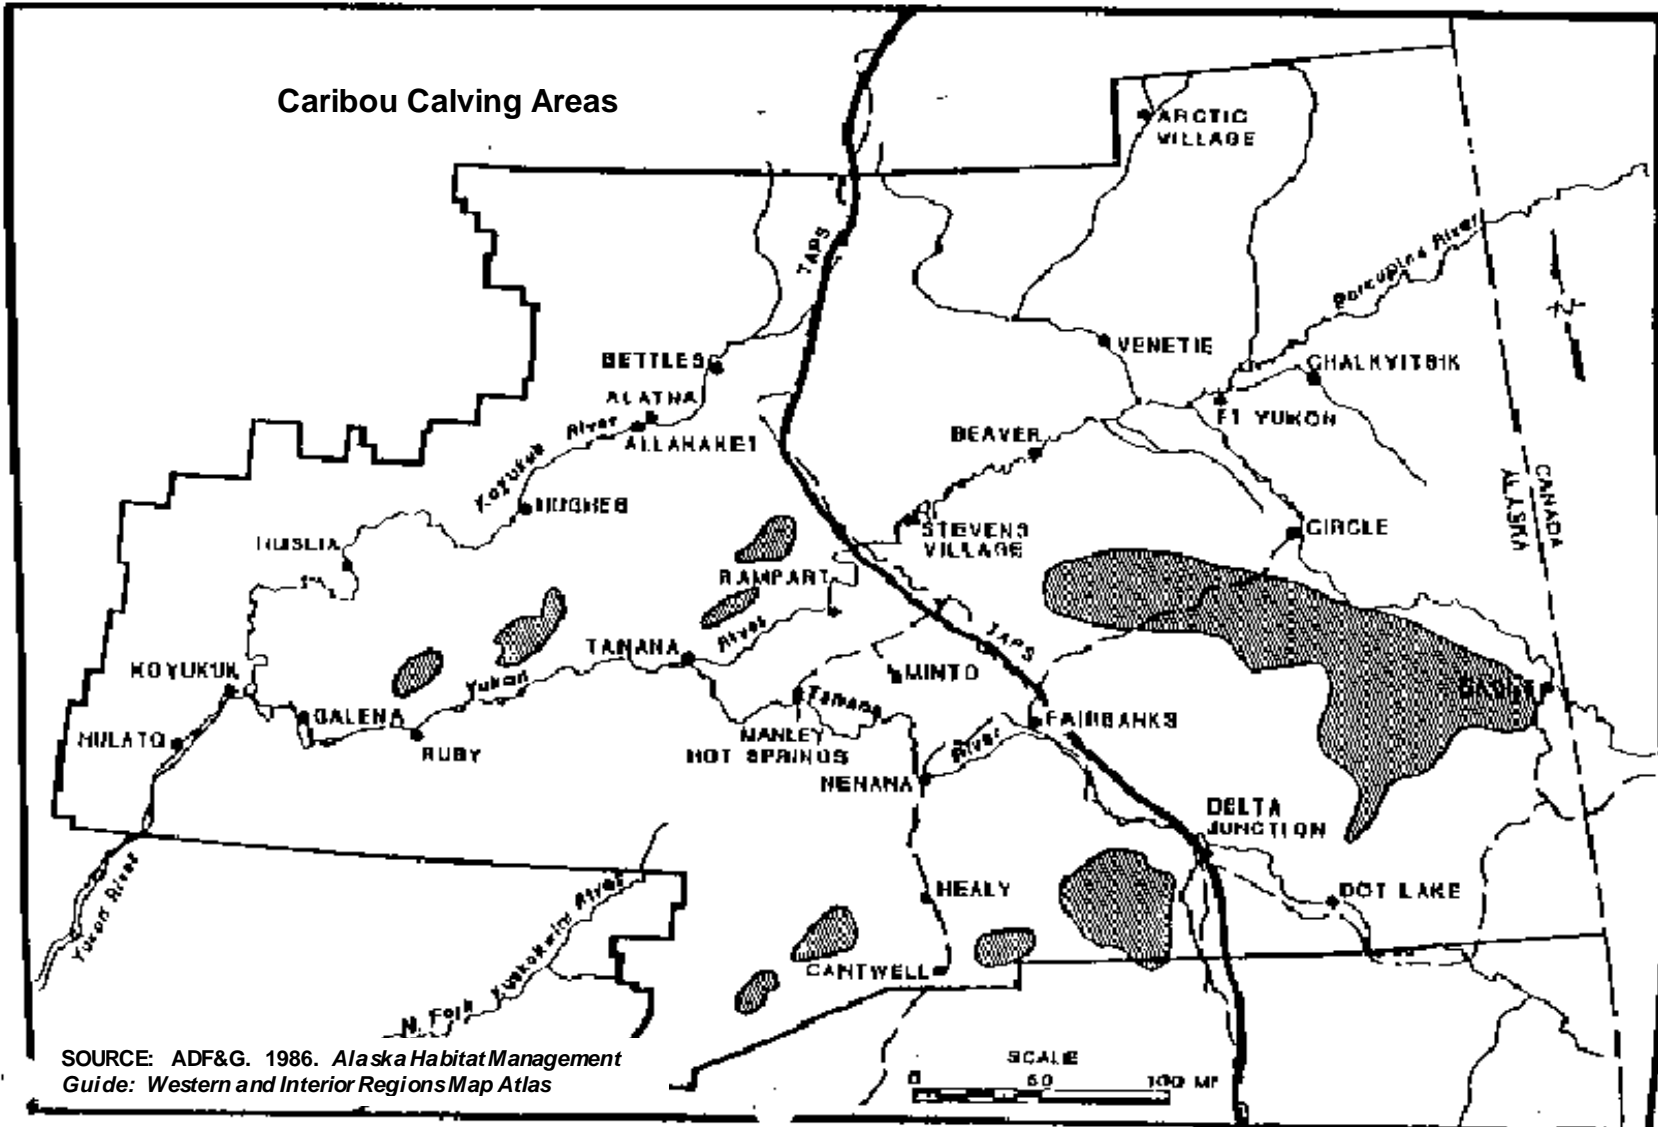 Caribou Calving Areas
ARCTIC
VILLAGE
TAPS
Porcupine River
VENETIE
CHALKYITSIK
BETTLES
ALATNA
FT YUKON
River
ALLAKAKET
BEAVER
Koyukuk
HUGHES
CANADA
ALASKA
STEVENS
VILLAGE
CIRCLE
HUSLIA
RAMPART
River
TAPS
TANANA
KOYUKUK
Yukon
MINTO
Tanana
GALENA
FAIRBANKS
NULATO
RUBY
MANLEY
HOT SPRINGS
River
NENANA
DELTA
JUNCTION
HEALY
DOT LAKE
Yukon River
N. Fork Kuskokwim River
CANTWELL
SCALE
0 50 100 MI
SOURCE: ADF&G. 1986. Alaska Habitat Management
Guide: Western and Interior Regions Map Atlas